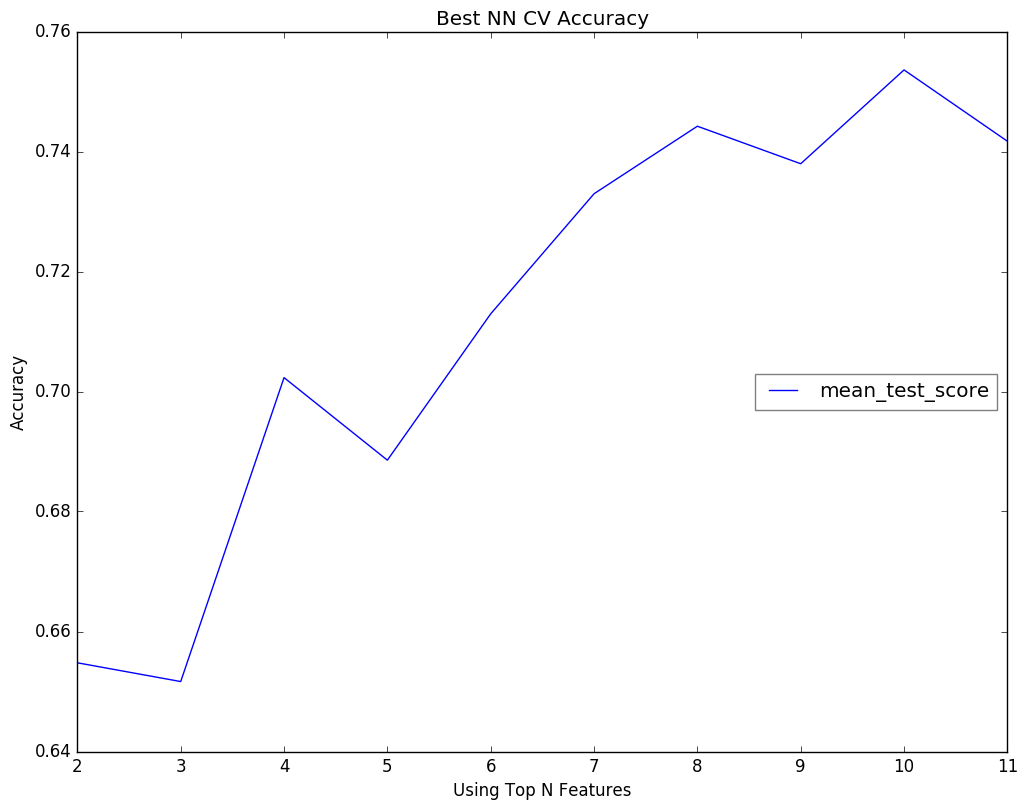 Best NN CV Accuracy
0.76
0.74
0.72
0.70
0.68
0.66
0.64
Accuracy
mean_test_score
2 3 4 5 6 7 8 9 10 11
Using Top N Features